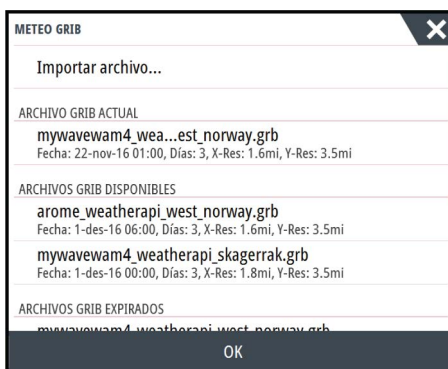 METEO GRIB
Importar archivo...
ARCHIVO GRIB ACTUAL
mywavewam4_wea...est_norway.grb
Fecha: 22-nov-16 01:00, Días: 3, X-Res: 1.6mi, Y-Res: 3.5mi
ARCHIVOS GRIB DISPONIBLES
arome_weatherapi_west_norway.grb
Fecha: 1-des-16 06:00, Días: 3, X-Res: 1.6mi, Y-Res: 3.5mi
mywavewam4_weatherapi_skagerrak.grb
Fecha: 1-des-16 00:00, Días: 3, X-Res: 1.8mi, Y-Res: 3.5mi
ARCHIVOS GRIB EXPIRADOS
mywavewam4_weatherapi_west_norway.grb
OK